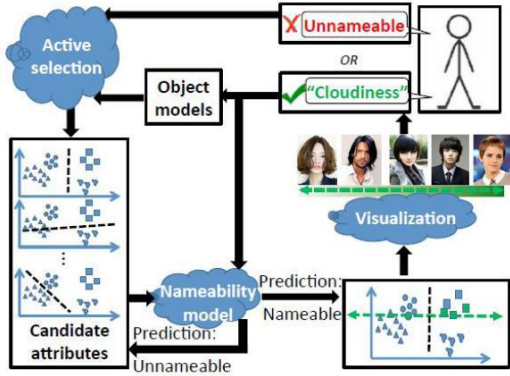 Active
selection
Unnameable
OR
"Cloudiness"
Object
models
Visualization
Candidate
attributes
Nameability
model
Prediction:
Nameable
Prediction:
Unnameable